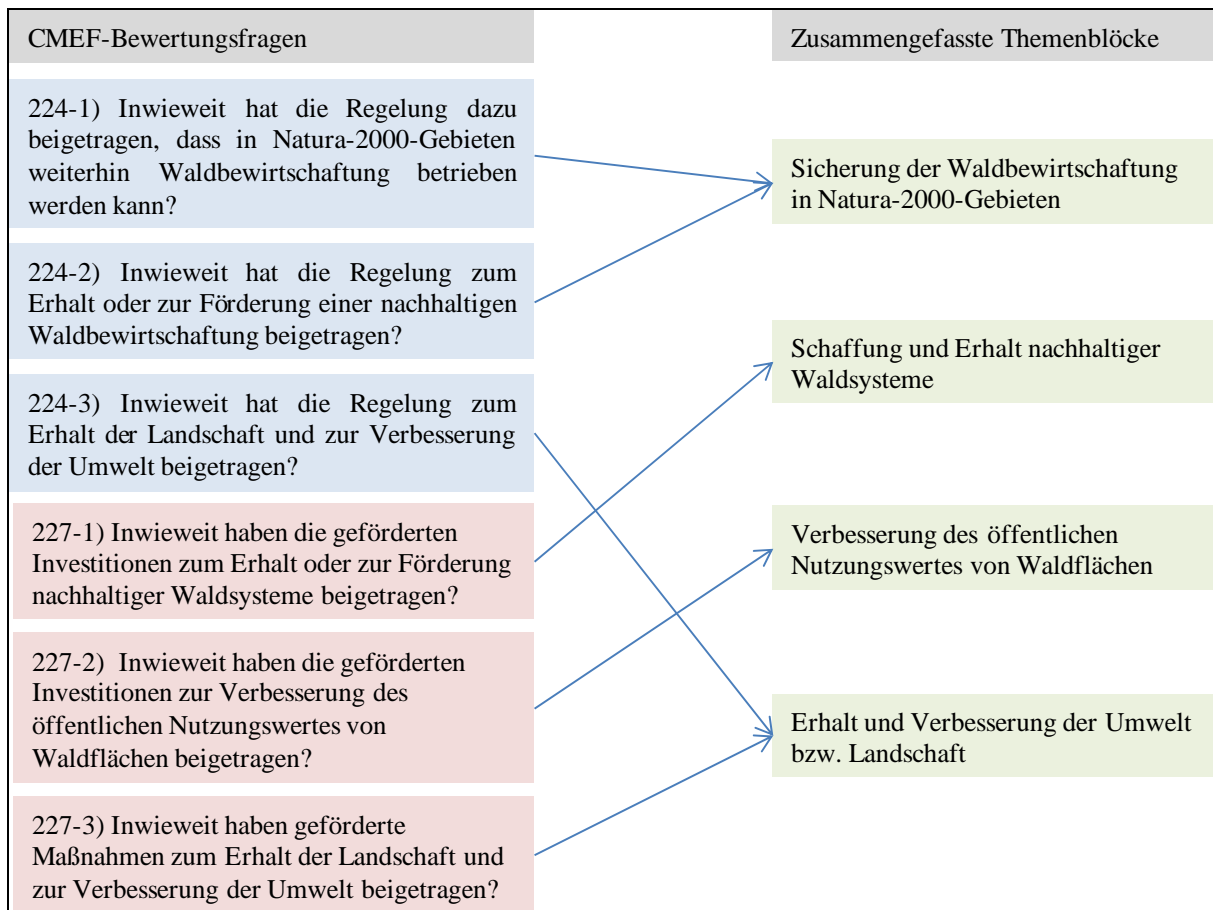 CMEF-Bewertungsfragen
224-1) Inwieweit hat die Regelung dazu
beigetragen, dass in Natura-2000-Gebieten
weiterhin Waldbewirtschaftung betrieben
werden kann?
224-2) Inwieweit hat die Regelung zum
Erhalt oder zur Förderung einer nachhaltigen
Waldbewirtschaftung beigetragen?
224-3) Inwieweit hat die Regelung zum
Erhalt der Landschaft und zur Verbesserung
der Umwelt beigetragen?
227-1) Inwieweit haben die geförderten
Investitionen zum Erhalt oder zur Förderung
nachhaltiger Waldsysteme beigetragen?
227-2) Inwieweit haben die geförderten
Investitionen zur Verbesserung des
öffentlichen Nutzungswertes von
Waldflächen beigetragen?
227-3) Inwieweit haben geförderte
Maßnahmen zum Erhalt der Landschaft und
zur Verbesserung der Umwelt beigetragen?
Zusammengefasste Themenblöcke
Sicherung der Waldbewirtschaftung
in Natura-2000-Gebieten
Schaffung und Erhalt nachhaltiger
Waldsysteme
Verbesserung des öffentlichen
Nutzungswertes von Waldflächen
Erhalt und Verbesserung der Umwelt
bzw. Landschaft